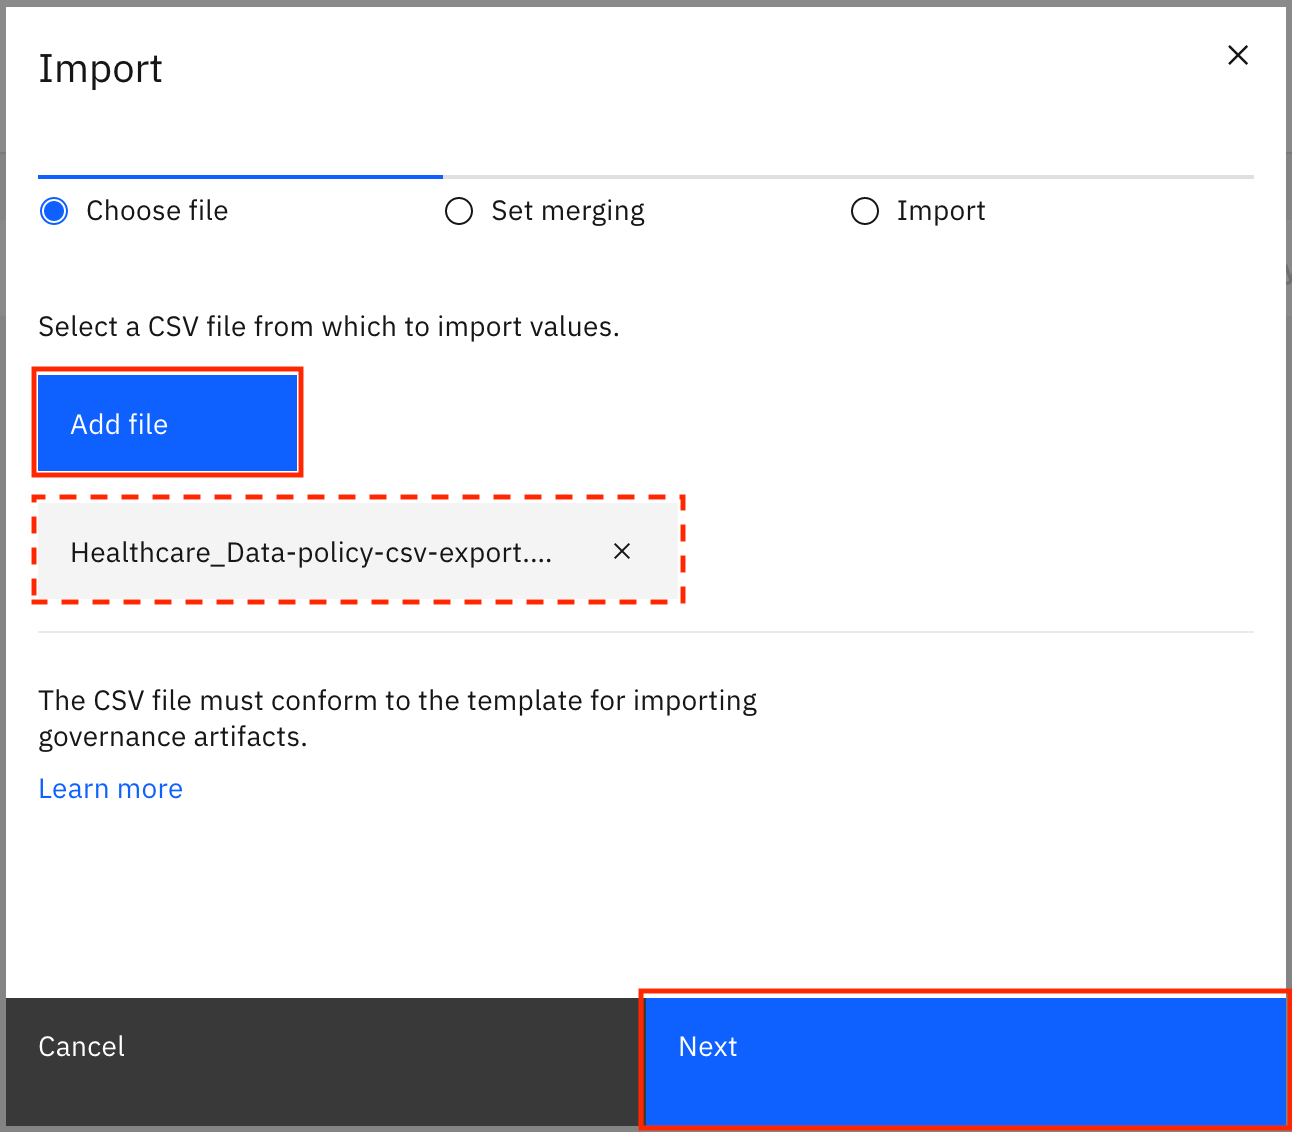 Import
Choose file
Set merging
Import
Select a CSV file from which to import values.
Add file
Healthcare_Data-policy-csv-export....
The CSV file must conform to the template for importing
governance artifacts.
Learn more
Cancel
Next